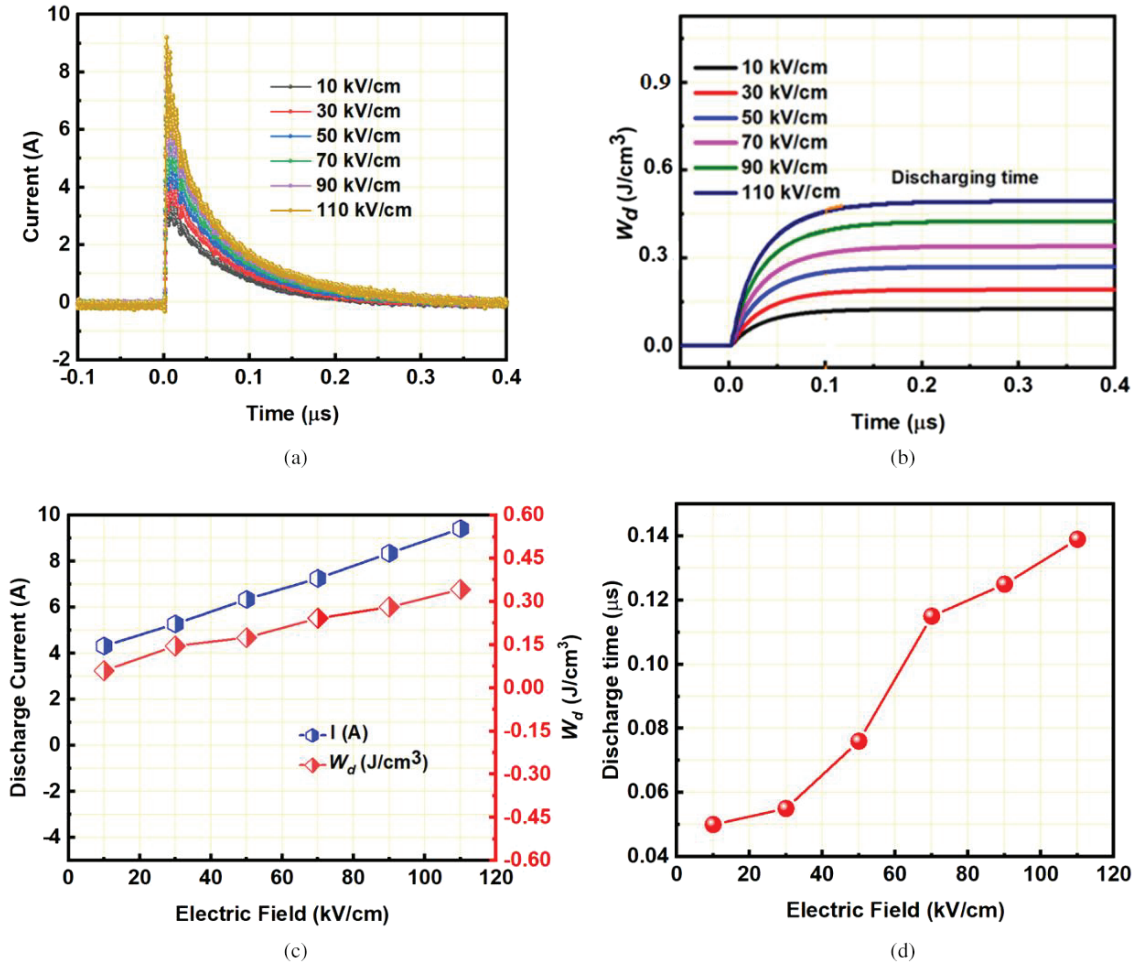 10
8
6
4
2
0
-2
Current (A)
10 kV/cm
30 kV/cm
50 kV/cm
70 kV/cm
90 kV/cm
110 kV/cm
-0.1 0.0 0.1 0.2 0.3 0.4
Time (μs)
(a)
0.9
0.6
0.3
0.0
Wd (J/cm3)
10 kV/cm
30 kV/cm
50 kV/cm
70 kV/cm
90 kV/cm
110 kV/cm
Discharging time
0.0 0.1 0.2 0.3 0.4
Time (μs)
(b)
10
8
6
4
2
0
-2
-4
Discharge Current (A)
I (A)
Wd (J/cm3)
0.60
0.45
0.30
0.15
0.00
-0.15
-0.30
-0.45
-0.60
Wd (J/cm3)
0 20 40 60 80 100 120
Electric Field (kV/cm)
(c)
0.14
0.12
0.10
0.08
0.06
0.04
Discharge time (μs)
0 20 40 60 80 100 120
Electric Field (kV/cm)
(d)